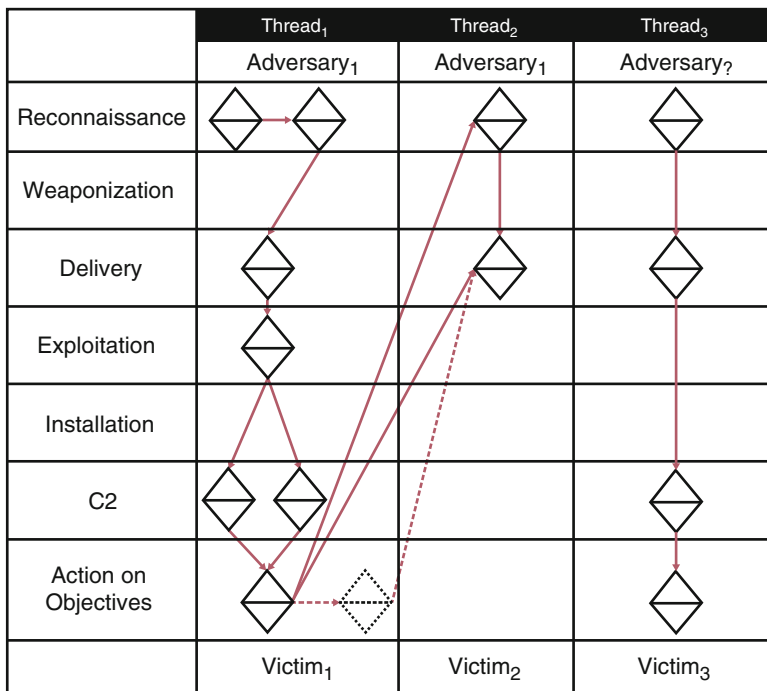 Thread₁ Thread₂ Thread₃
Adversary₁ Adversary₁ Adversary?
Reconnaissance
Weaponization
Delivery
Exploitation
Installation
C2
Action on
Objectives
Victim₁ Victim₂ Victim₃